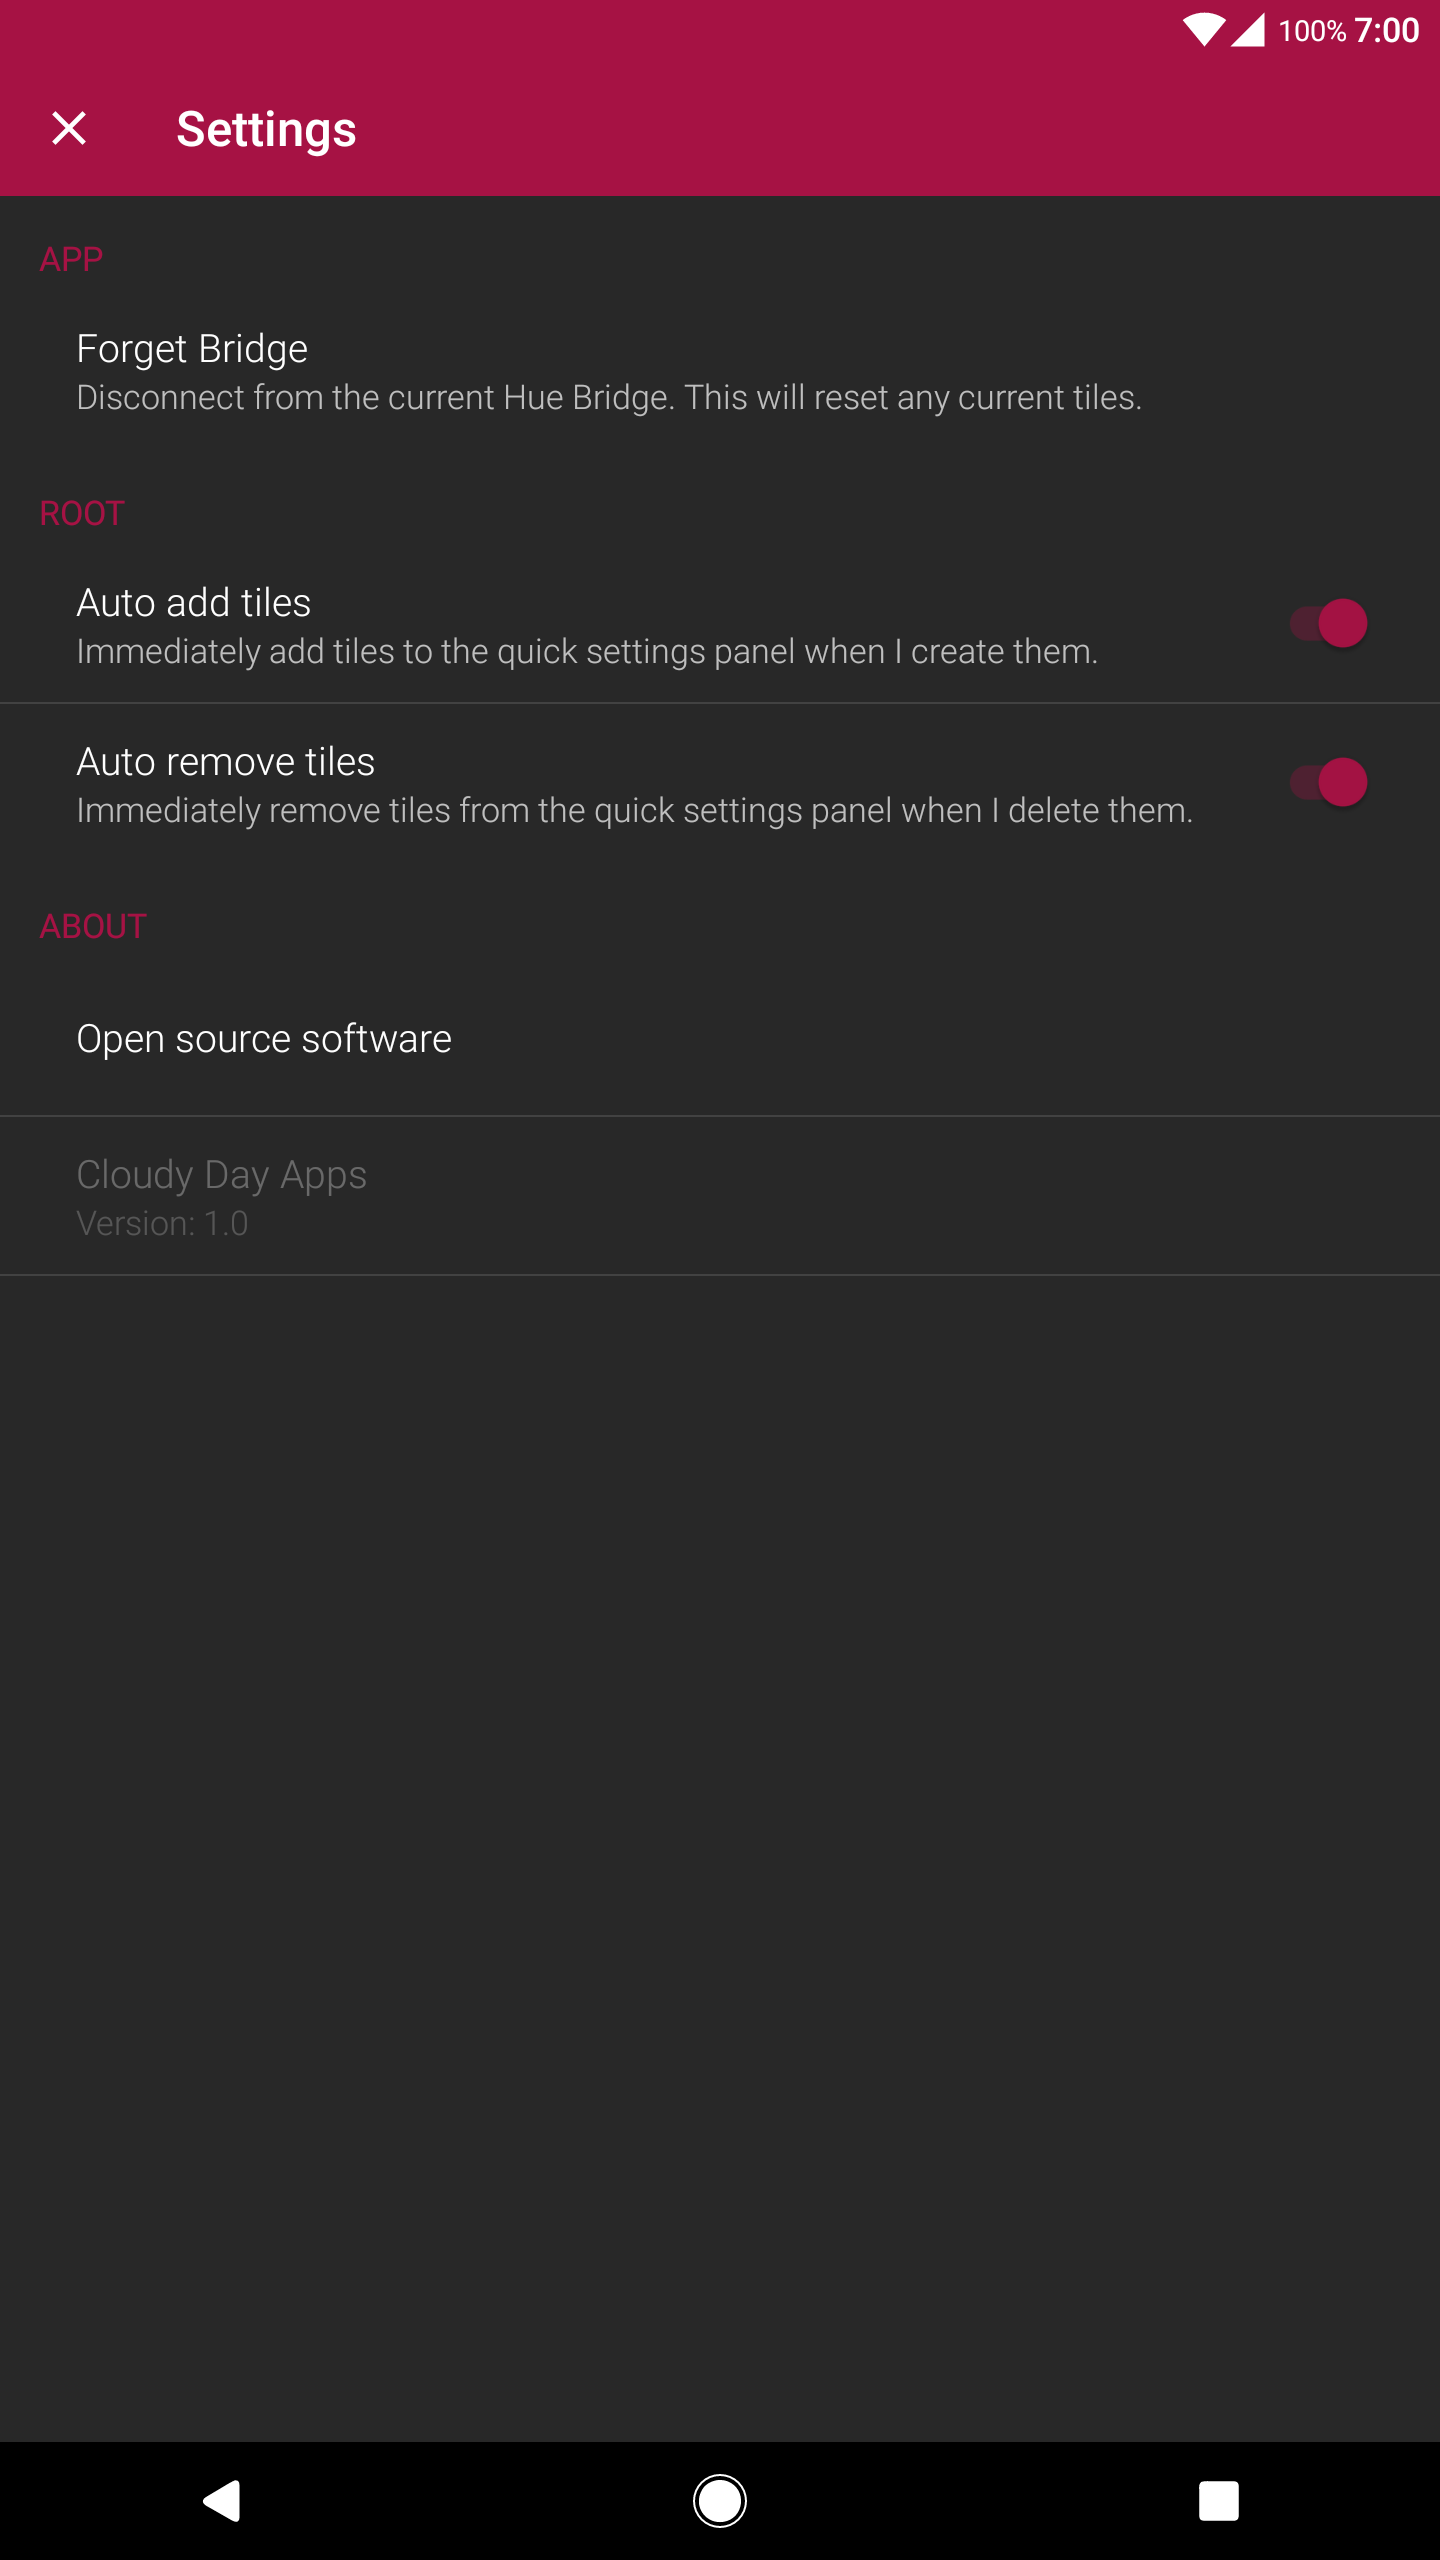 100% 7:00
Settings
APP
Forget Bridge
Disconnect from the current Hue Bridge. This will reset any current tiles.
ROOT
Auto add tiles
Immediately add tiles to the quick settings panel when I create them.
Auto remove tiles
Immediately remove tiles from the quick settings panel when I delete them.
ABOUT
Open source software
Cloudy Day Apps
Version: 1.0